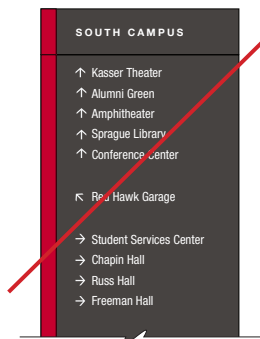 SOUTH CAMPUS
↑ Kasser Theater
↑ Alumni Green
↑ Amphitheater
↑ Sprague Library
↑ Conference Center
↖ Red Hawk Garage
→ Student Services Center
→ Chapin Hall
→ Russ Hall
→ Freeman Hall